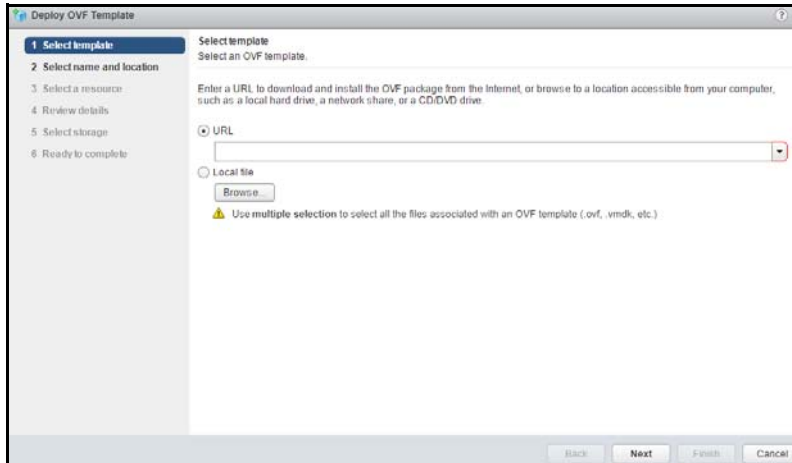 Deploy OVF Template
?
1 Select template
2 Select name and location
3 Select a resource
4 Review details
5 Select storage
6 Ready to complete
Select template
Select an OVF template.
Enter a URL to download and install the OVF package from the Internet, or browse to a location accessible from your computer,
such as a local hard drive, a network share, or a CD/DVD drive.
URL
Local file
Browse...
Use multiple selection to select all the files associated with an OVF template (.ovf, .vmdk, etc.)
Back
Next
Finish
Cancel